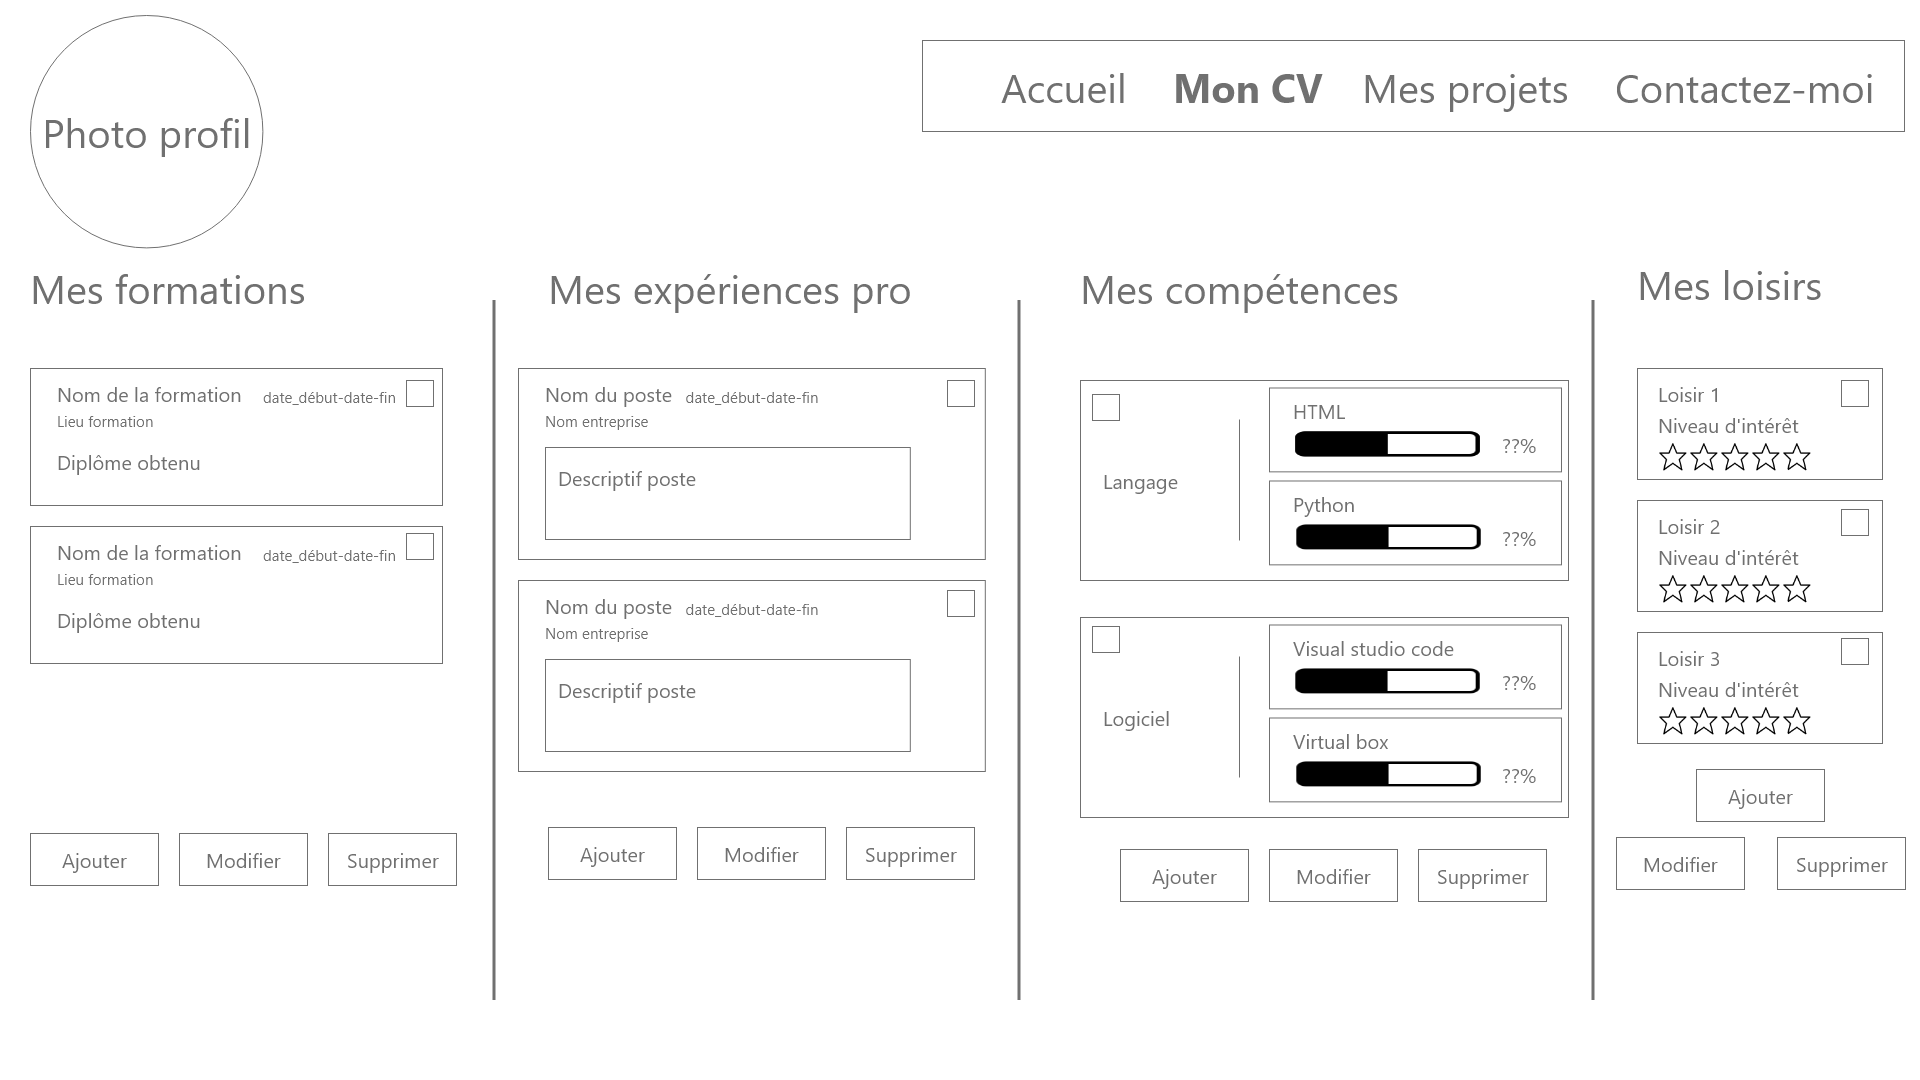 Photo profil
Accueil Mon CV Mes projets Contactez-moi
Mes formations
Nom de la formation date_début-date-fin
Lieu formation
Diplôme obtenu
Nom de la formation date_début-date-fin
Lieu formation
Diplôme obtenu
Ajouter Modifier Supprimer
Mes expériences pro
Nom du poste date_début-date-fin
Nom entreprise
Descriptif poste
Nom du poste date_début-date-fin
Nom entreprise
Descriptif poste
Ajouter Modifier Supprimer
Mes compétences
Langage
HTML
??%
Python
??%
Logiciel
Visual studio code
??%
Virtual box
??%
Ajouter Modifier Supprimer
Mes loisirs
Loisir 1
Niveau d'intérêt
Loisir 2
Niveau d'intérêt
Loisir 3
Niveau d'intérêt
Ajouter
Modifier Supprimer